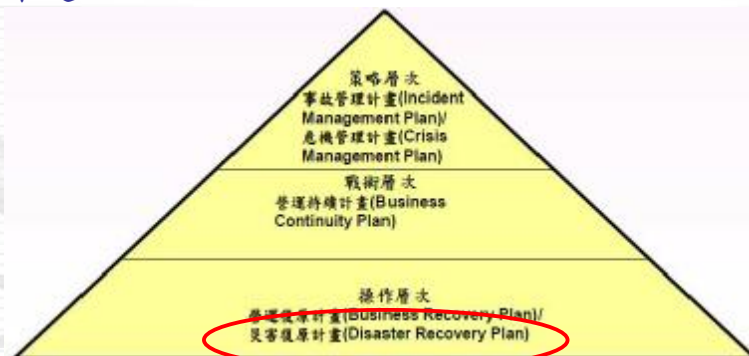 策略層次
事故管理計畫(Incident
Management Plan)/
危機管理計畫(Crisis
Management Plan)
戰術層次
營運持續計畫(Business
Continuity Plan)
操作層次
營運復原計畫(Business Recovery Plan)/
災害復原計畫(Disaster Recovery Plan)